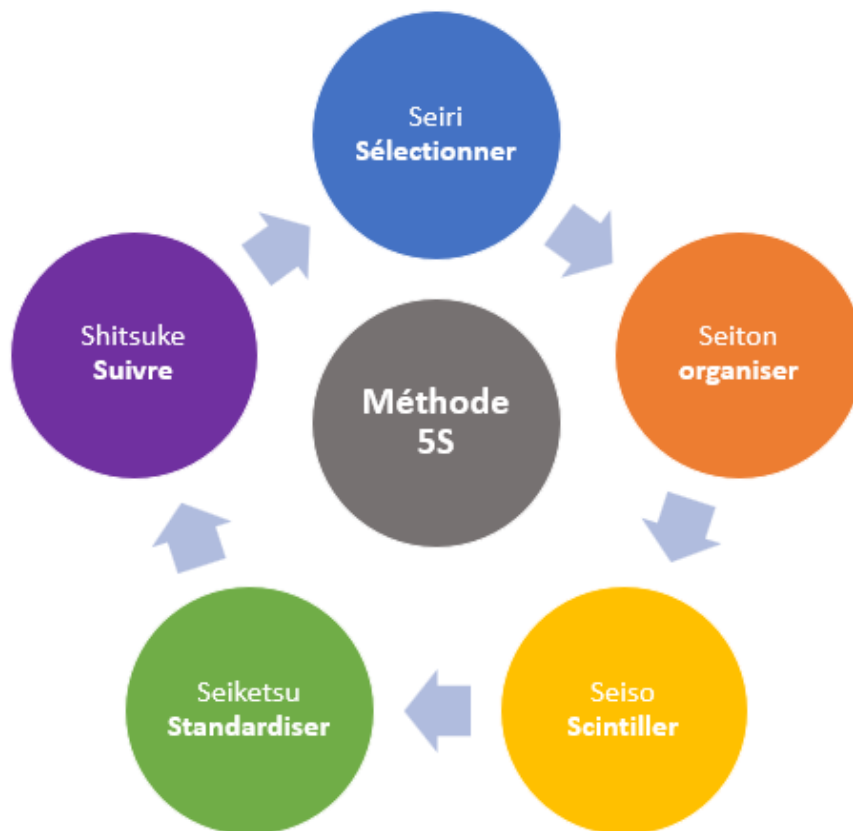 Seiri
Sélectionner
Seiton
organiser
Seiso
Scintiller
Seiketsu
Standardiser
Shitsuke
Suivre
Méthode
5S